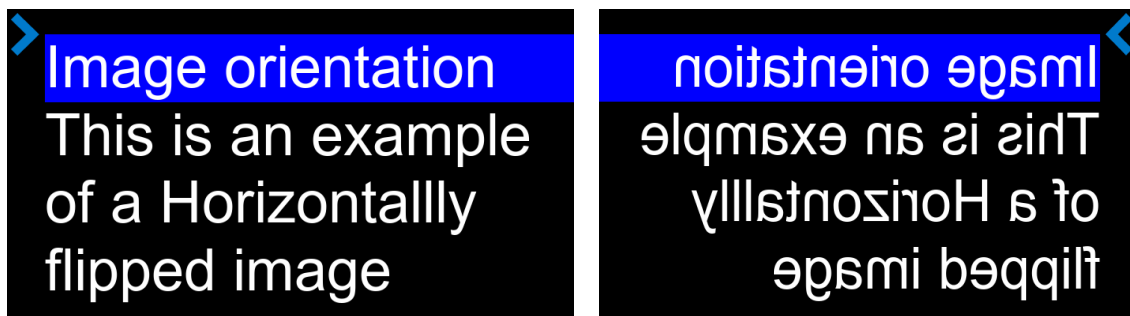 Image orientation
This is an example
of a Horizontallly
flipped image
Image orientation
This is an example
of a Horizontallly
flipped image